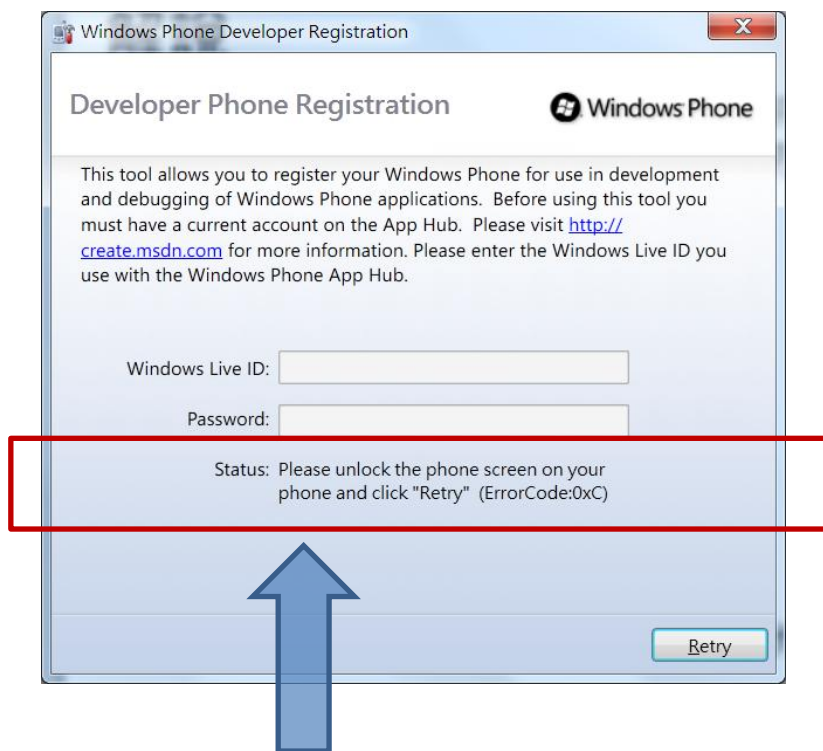 Windows Phone Developer Registration
X
Developer Phone Registration
Windows Phone
This tool allows you to register your Windows Phone for use in development
and debugging of Windows Phone applications.  Before using this tool you
must have a current account on the App Hub.  Please visit http://
create.msdn.com for more information. Please enter the Windows Live ID you
use with the Windows Phone App Hub.
Windows Live ID:
Password:
Status: Please unlock the phone screen on your
phone and click "Retry"  (ErrorCode:0xC)
Retry